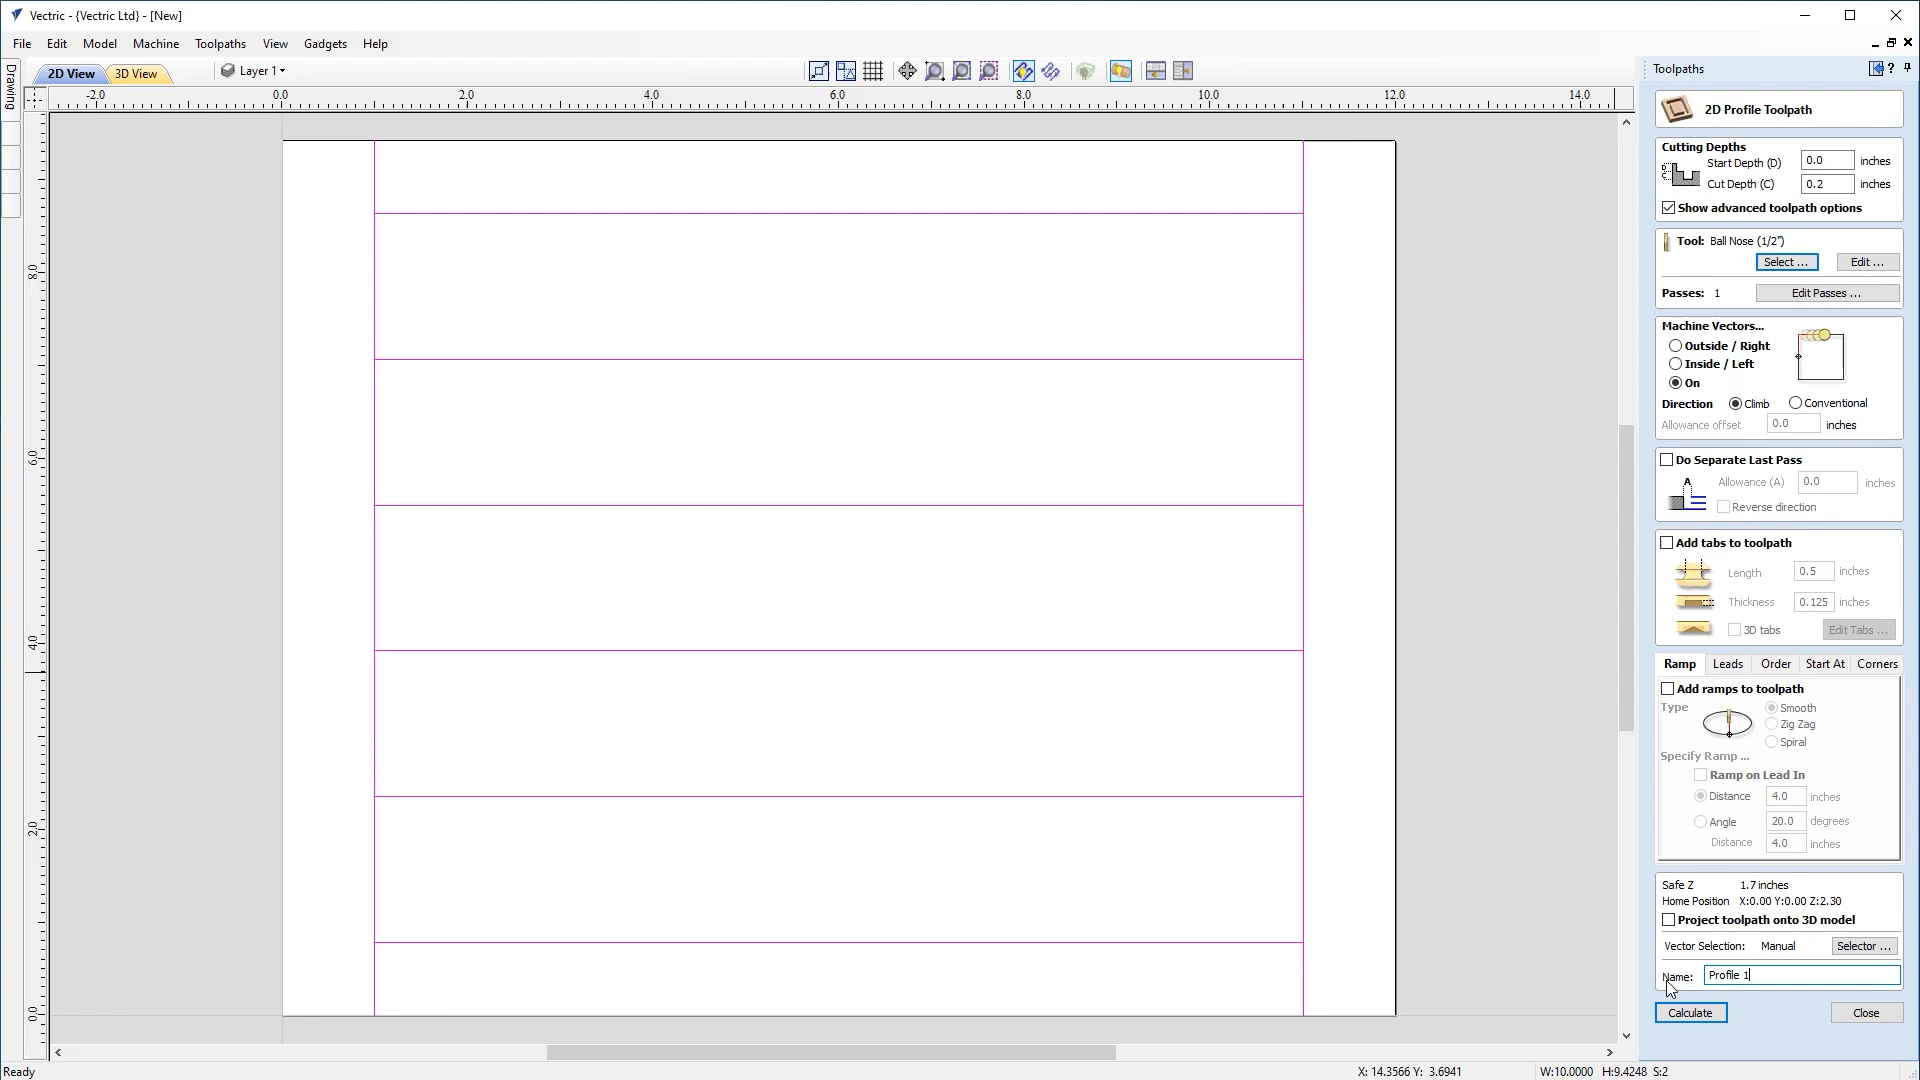 Vectric - {Vectric Ltd} - [New]
File Edit Model Machine Toolpaths View Gadgets Help
Drawing
2D View 3D View Layer 1
-2.0 0.0 2.0 4.0 6.0 8.0 10.0 12.0 14.0
8.0
6.0
4.0
2.0
0.0
Toolpaths ?
2D Profile Toolpath
Cutting Depths
Start Depth (D) 0.0 inches
Cut Depth (C) 0.2 inches
Show advanced toolpath options
Tool: Ball Nose (1/2")
Select ... Edit ...
Passes: 1 Edit Passes ...
Machine Vectors...
Outside / Right
Inside / Left
On
Direction Climb Conventional
Allowance offset 0.0 inches
Do Separate Last Pass
A Allowance (A) 0.0 inches
Reverse direction
Add tabs to toolpath
Length 0.5 inches
Thickness 0.125 inches
3D tabs Edit Tabs ...
Ramp Leads Order Start At Corners
Add ramps to toolpath
Type Smooth
Zig Zag
Spiral
Specify Ramp ...
Ramp on Lead In
Distance 4.0 inches
Angle 20.0 degrees
Distance 4.0 inches
Safe Z 1.7 inches
Home Position X:0.00 Y:0.00 Z:2.30
Project toolpath onto 3D model
Vector Selection: Manual Selector ...
Name: Profile 1
Calculate Close
Ready X: 14.3566 Y: 3.6941 W:10.0000 H:9.4248 S:2